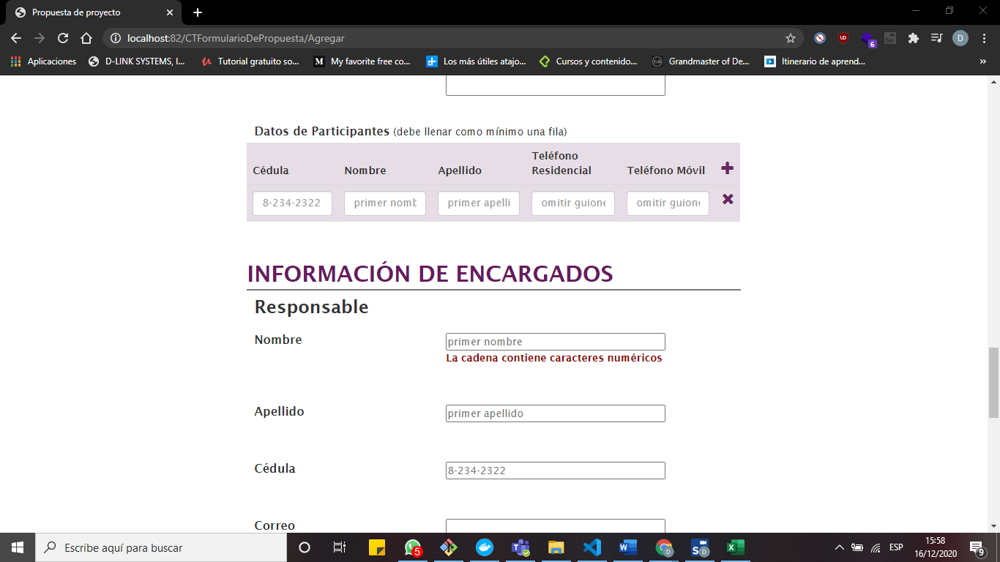 Propuesta de proyecto
localhost:82/CTFormularioDePropuesta/Agregar
6
D
Aplicaciones D-LINK SYSTEMS, I... Tutorial gratuito so... My favorite free co... Los más útiles atajo... Cursos y contenido... Grandmaster of De... Itinerario de aprend... »
Datos de Participantes (debe llenar como mínimo una fila)
Cédula Nombre Apellido Teléfono Residencial Teléfono Móvil
8-234-2322 primer nomb primer apelli omitir guione omitir guione
INFORMACIÓN DE ENCARGADOS
Responsable
Nombre primer nombre
La cadena contiene caracteres numéricos
Apellido primer apellido
Cédula 8-234-2322
Correo
Escribe aquí para buscar
5
ESP
15:58
16/12/2020
9